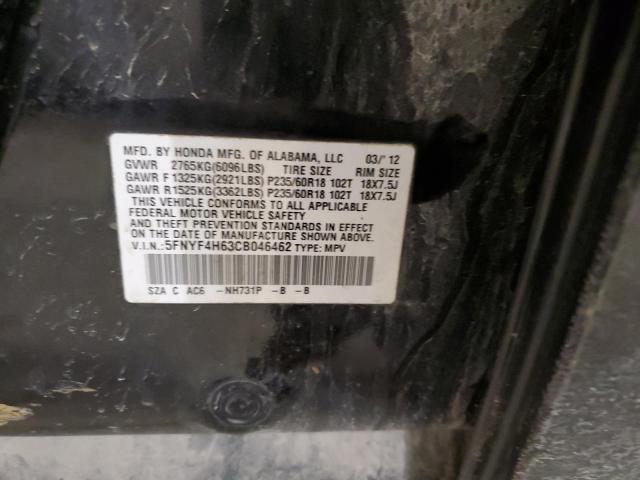 MFD. BY HONDA MFG. OF ALABAMA, LLC 03/'12
GVWR 2765KG(6096LBS) TIRE SIZE RIM SIZE
GAWR F1325KG(2921LBS) P235/60R18 102T 18X7.5J
GAWR R1525KG(3362LBS) P235/60R18 102T 18X7.5J
THIS VEHICLE CONFORMS TO ALL APPLICABLE
FEDERAL MOTOR VEHICLE SAFETY
AND THEFT PREVENTION STANDARDS IN EFFECT
ON THE DATE OF MANUFACTURE SHOWN ABOVE.
V.I.N.:5FNYF4H63CB046462 TYPE: MPV
SZA C AC6 -NH731P -B -B